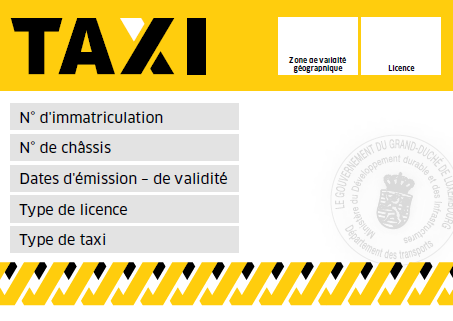 TAXI
Zone de validité
géographique
Licence
N° d'immatriculation
N° de châssis
Dates d'émission – de validité
Type de licence
Type de taxi
LE GOUVERNEMENT DU GRAND-DUCHÉ DE LUXEMBOURG
Ministère du Développement durable et des Infrastructures
Département des transports